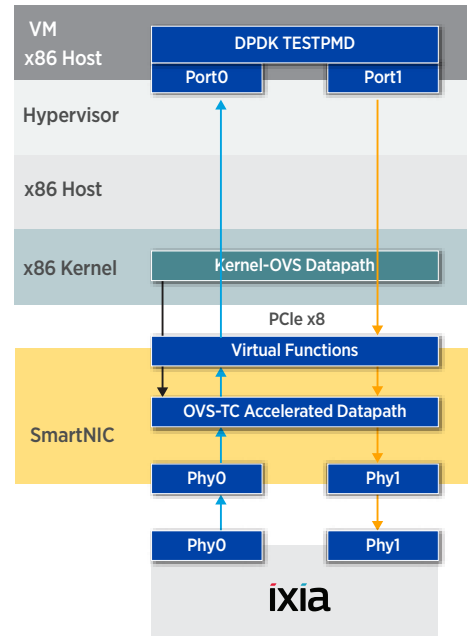 VM
x86 Host
DPDK TESTPMD
Port0
Port1
Hypervisor
x86 Host
x86 Kernel
Kernel-OVS Datapath
PCIe x8
Virtual Functions
OVS-TC Accelerated Datapath
SmartNIC
Phy0
Phy1
Phy0
Phy1
ixia